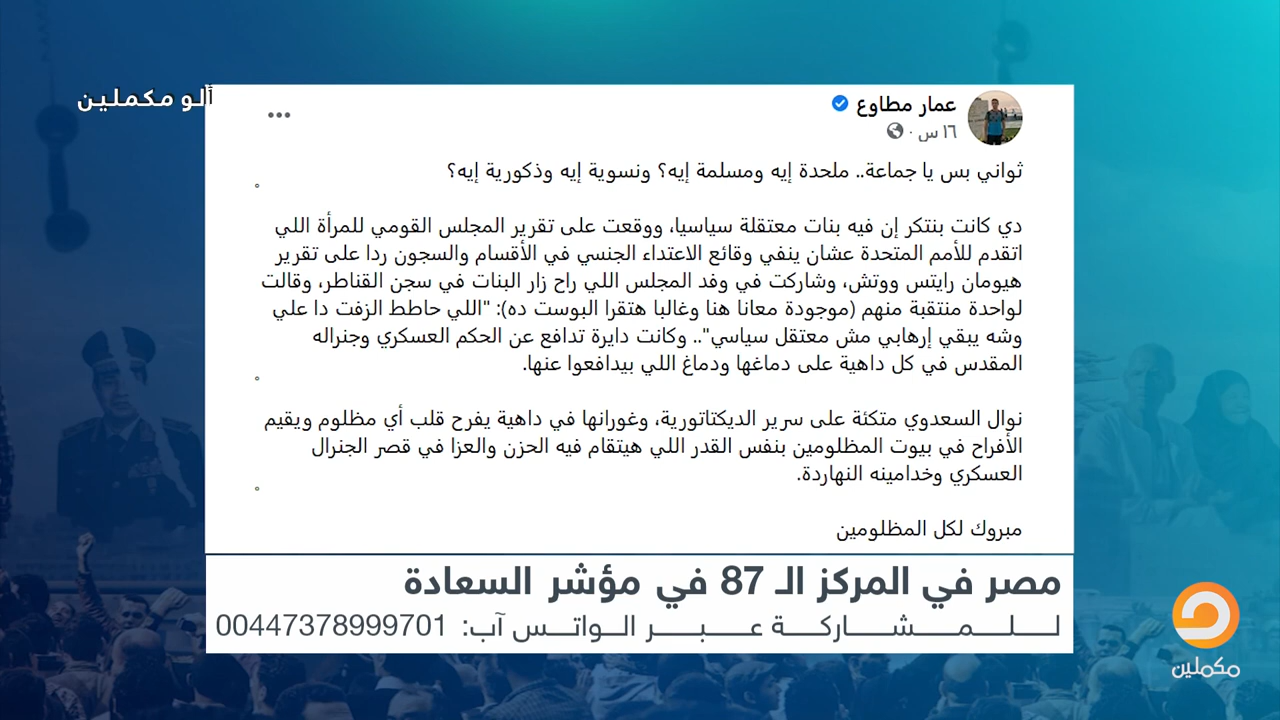 ألو مكملين
عمار مطاوع
١٦ س ·
ثواني بس يا جماعة.. ملحدة إيه ومسلمة إيه؟ ونسوية إيه وذكورية إيه؟
دي كانت بنتكر إن فيه بنات معتقلة سياسيا، ووقعت على تقرير المجلس القومي للمرأة اللي
اتقدم للأمم المتحدة عشان ينفي وقائع الاعتداء الجنسي في الأقسام والسجون ردا على تقرير
هيومان رايتس ووتش، وشاركت في وفد المجلس اللي راح زار البنات في سجن القناطر، وقالت
لواحدة منتقبة منهم (موجودة معانا هنا وغالبا هتقرا البوست ده): "اللي حاطط الزفت دا علي
وشه يبقي إرهابي مش معتقل سياسي".. وكانت دايرة تدافع عن الحكم العسكري وجنراله
المقدس في كل داهية على دماغها ودماغ اللي بيدافعوا عنها.
نوال السعدوي متكئة على سرير الديكتاتورية، وغورانها في داهية يفرح قلب أي مظلوم ويقيم
الأفراح في بيوت المظلومين بنفس القدر اللي هيتقام فيه الحزن والعزا في قصر الجنرال
العسكري وخدامينه النهاردة.
مبروك لكل المظلومين
مصر في المركز الـ 87 في مؤشر السعادة
للمشاركة عبر الواتس آب: 00447378999701
مكملين